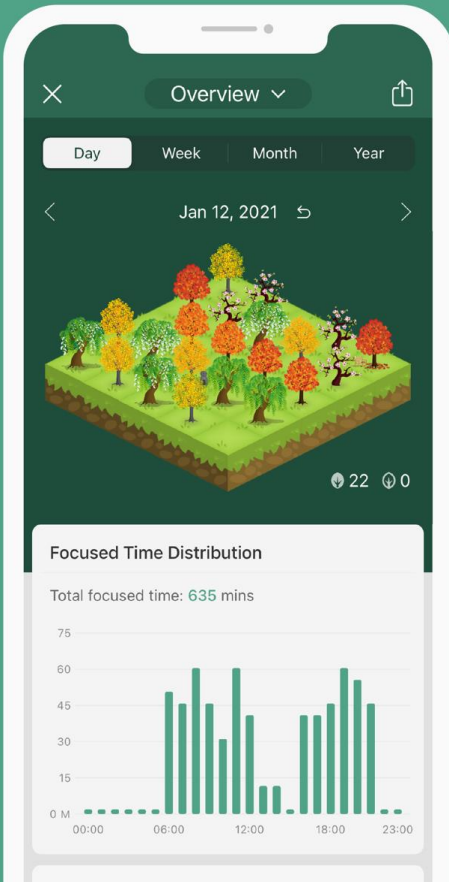 Overview
Day Week Month Year
Jan 12, 2021
22 0
Focused Time Distribution
Total focused time: 635 mins
75
60
45
30
15
0 M
00:00 06:00 12:00 18:00 23:00